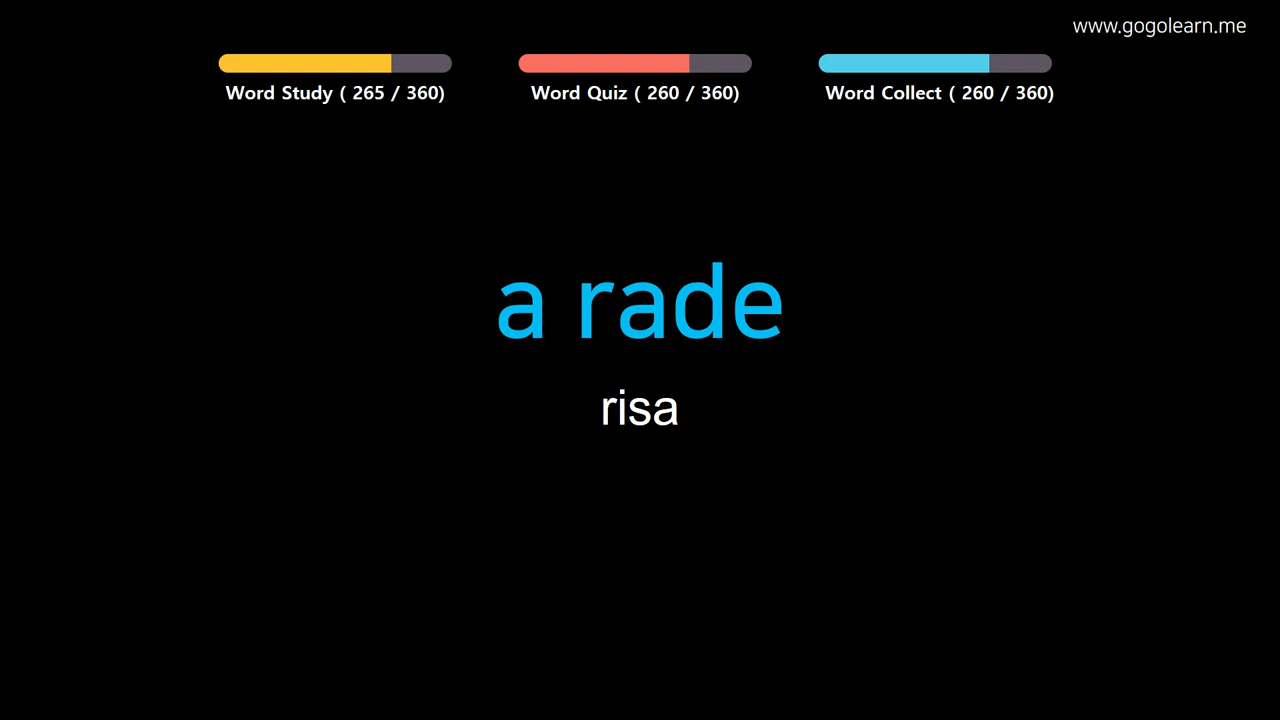 www.gogolearn.me
Word Study ( 265 / 360)
Word Quiz ( 260 / 360)
Word Collect ( 260 / 360)
a rade
risa